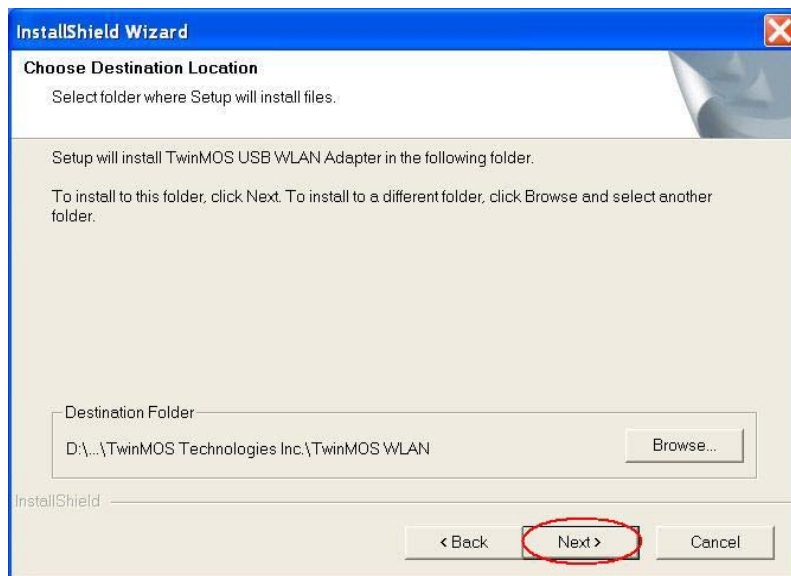 InstallShield Wizard
Choose Destination Location
Select folder where Setup will install files.
Setup will install TwinMOS USB WLAN Adapter in the following folder.
To install to this folder, click Next. To install to a different folder, click Browse and select another
folder.
Destination Folder
D:\...\TwinMOS Technologies Inc.\TwinMOS WLAN
Browse...
InstallShield
< Back
Next >
Cancel